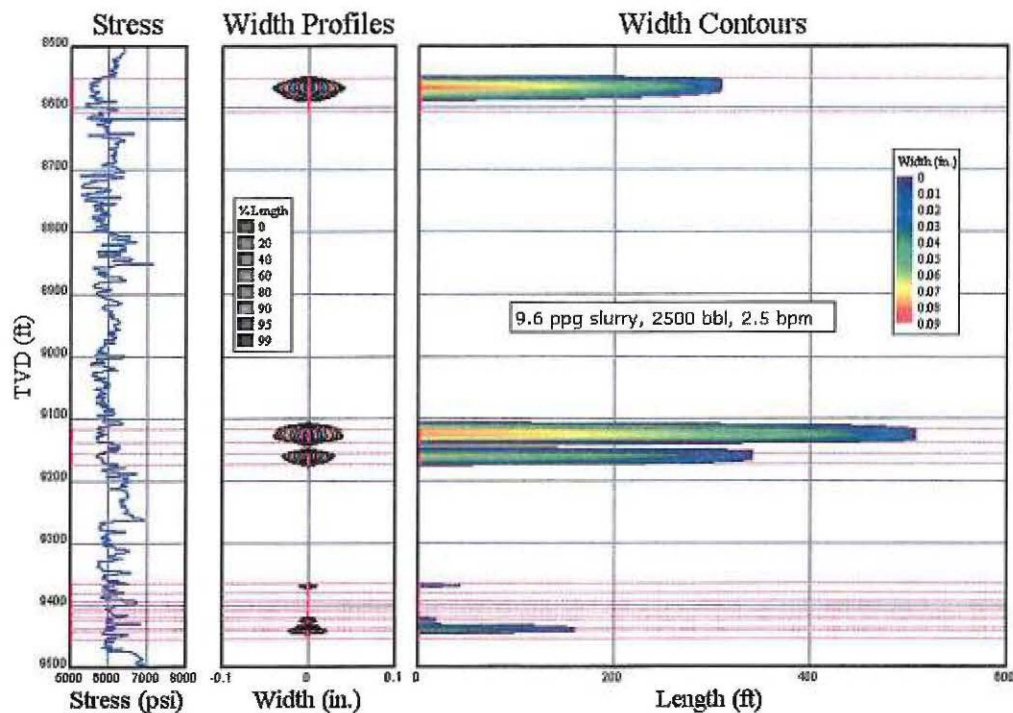 Stress
Width Profiles
Width Contours
TVD (ft)
8500
8600
8700
8800
8900
9000
9100
9200
9300
9400
9500
5000 6000 7000 8000
Stress (psi)
%Length
0
20
40
60
80
90
95
99
-0.1 0 0.1
Width (in.)
Width (in.)
0
0.01
0.02
0.03
0.04
0.05
0.06
0.07
0.08
0.09
9.6 ppg slurry, 2500 bbl, 2.5 bpm
0 200 400 600
Length (ft)